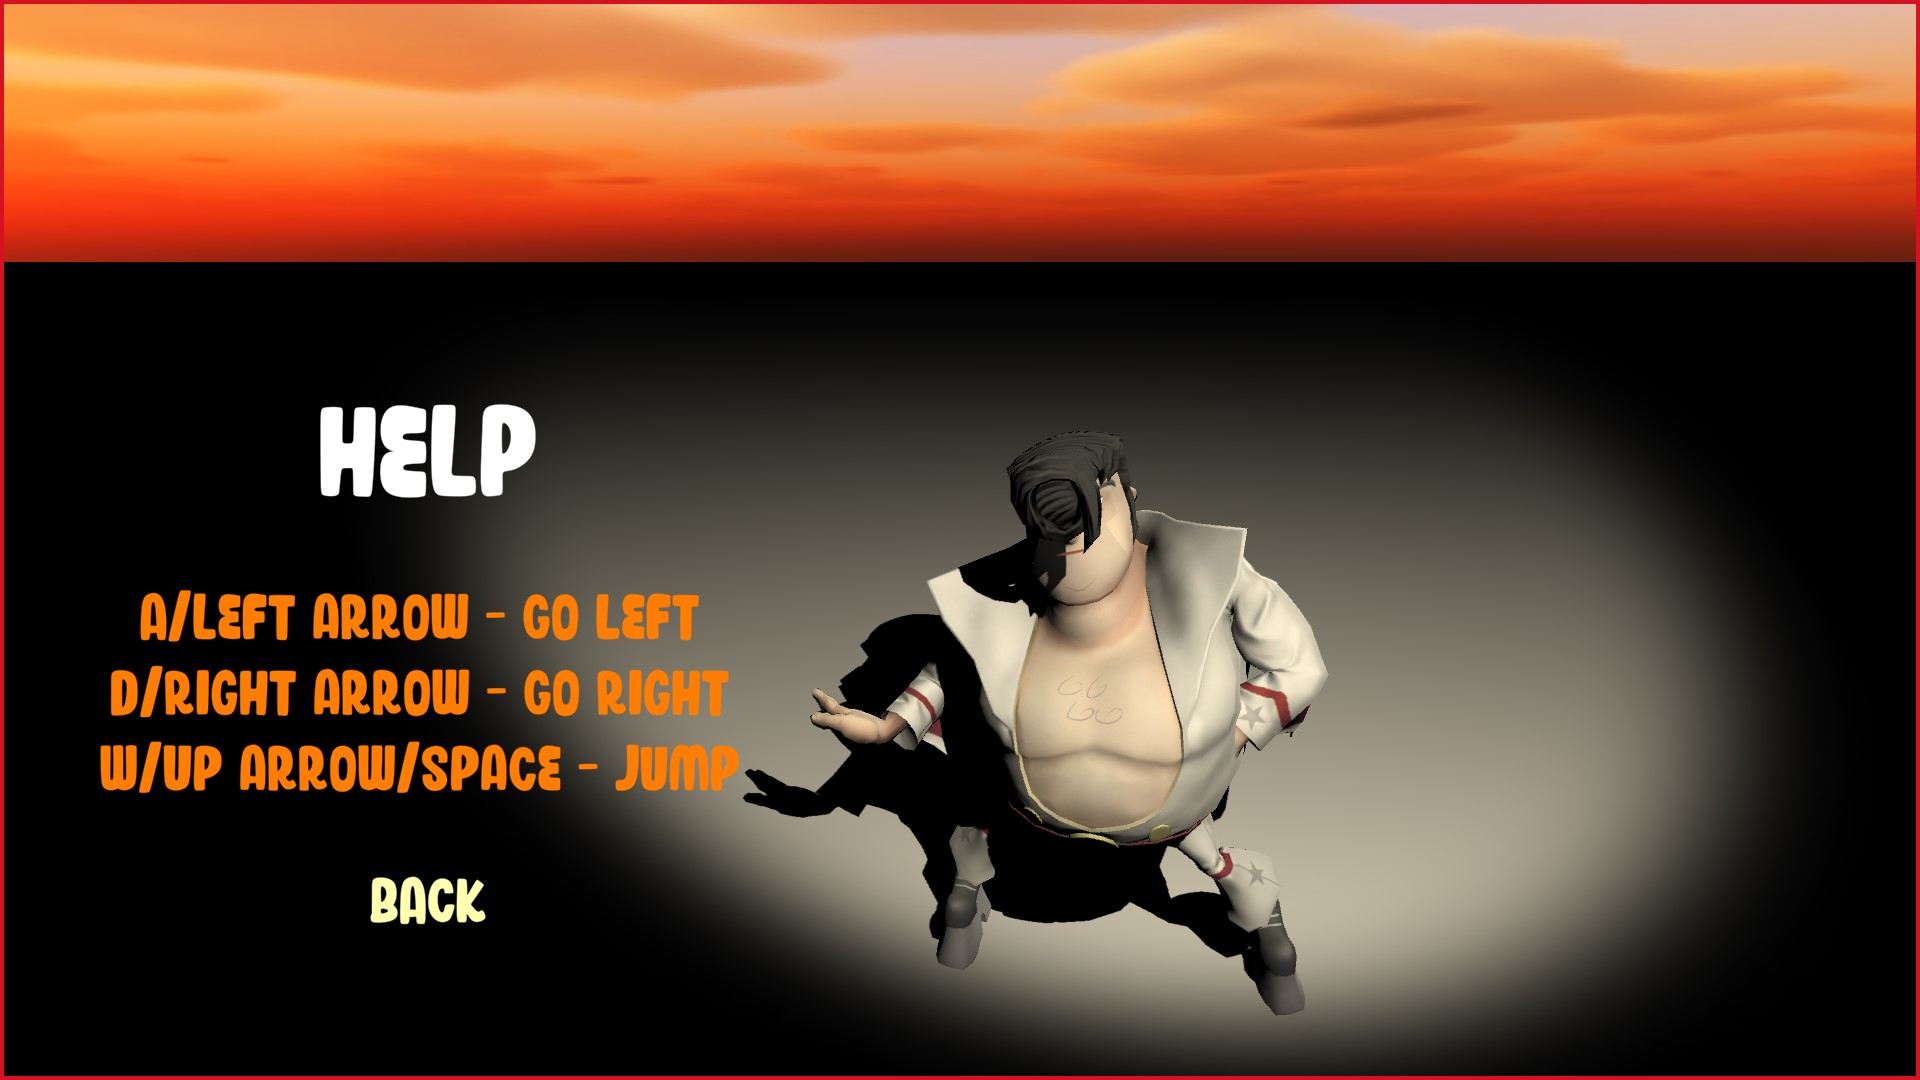 HELP
A/LEFT ARROW - GO LEFT
D/RIGHT ARROW - GO RIGHT
W/UP ARROW/SPACE - JUMP
BACK